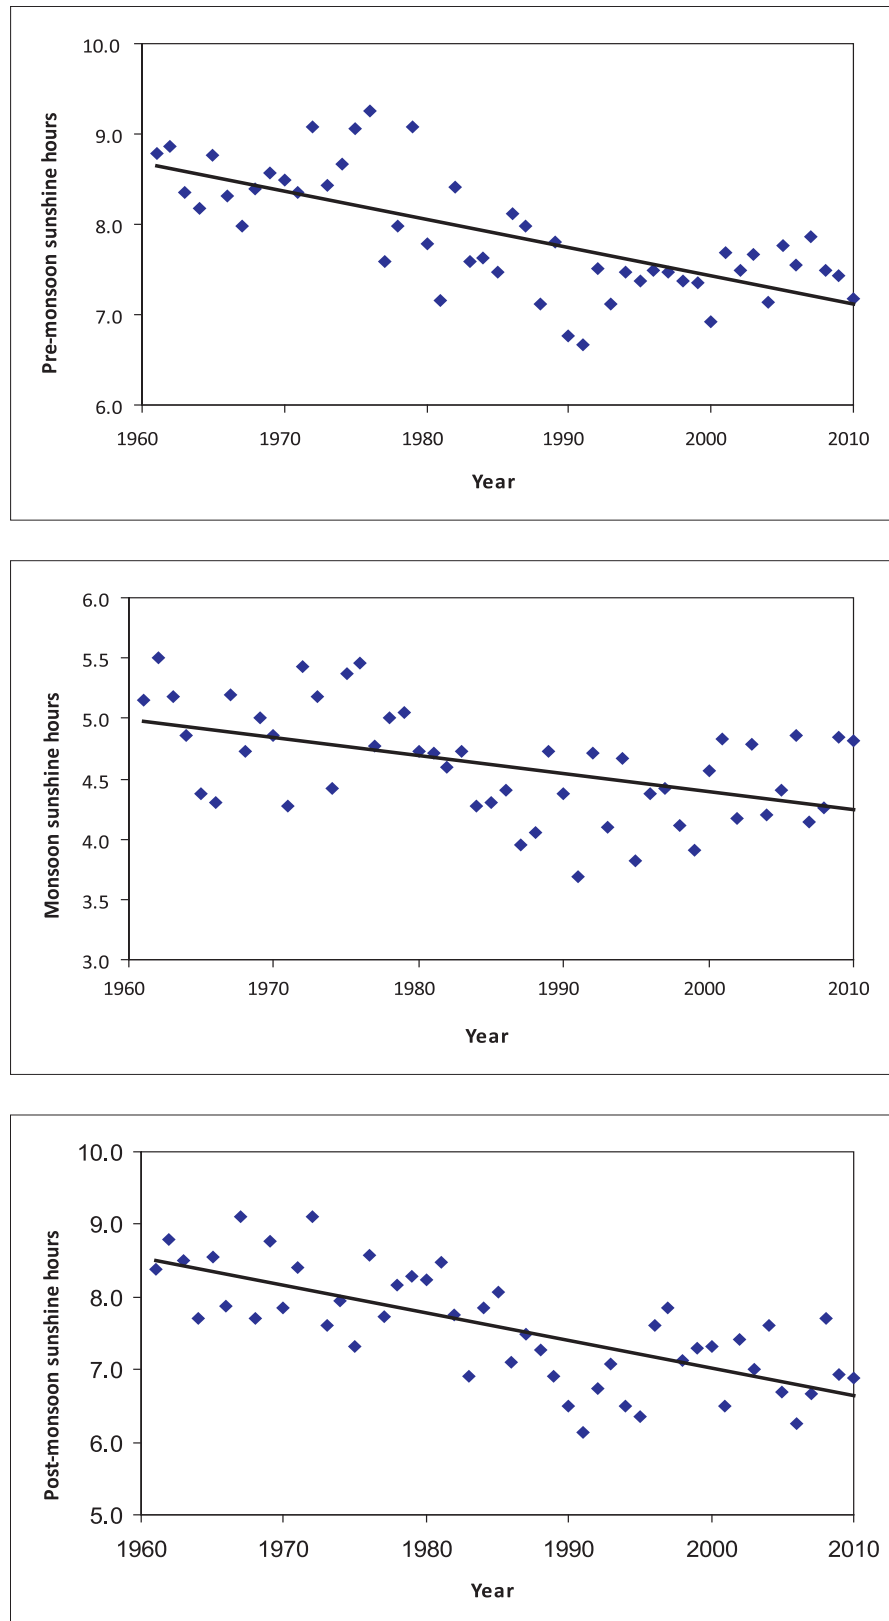 10.0
9.0
8.0
7.0
6.0
Pre-monsoon sunshine hours
1960 1970 1980 1990 2000 2010
Year
6.0
5.5
5.0
4.5
4.0
3.5
3.0
Monsoon sunshine hours
1960 1970 1980 1990 2000 2010
Year
10.0
9.0
8.0
7.0
6.0
5.0
Post-monsoon sunshine hours
1960 1970 1980 1990 2000 2010
Year